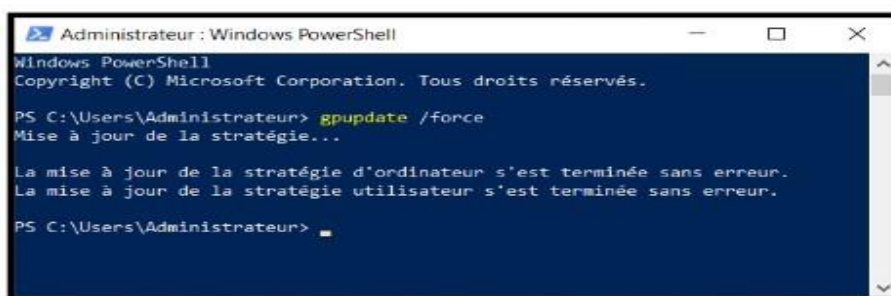 Administrateur : Windows PowerShell
Windows PowerShell
Copyright (C) Microsoft Corporation. Tous droits réservés.
PS C:\Users\Administrateur> gpupdate /force
Mise à jour de la stratégie...
La mise à jour de la stratégie d'ordinateur s'est terminée sans erreur.
La mise à jour de la stratégie utilisateur s'est terminée sans erreur.
PS C:\Users\Administrateur>